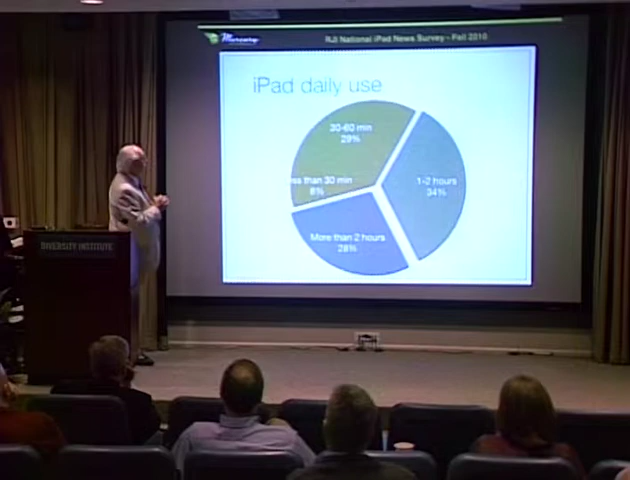 Mercury
RJI National iPad News Survey - Fall 2010
iPad daily use
30-60 min
29%
ss than 30 min
8%
1-2 hours
34%
More than 2 hours
28%
DIVERSITY INSTITUTE